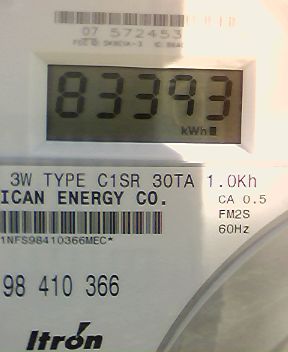 07 572453
83393
kWh
3W TYPE C1SR 30TA 1.0Kh
ICAN ENERGY CO.
CA 0.5
FM2S
60Hz
1NFS98410366MEC*
98 410 366
Itron